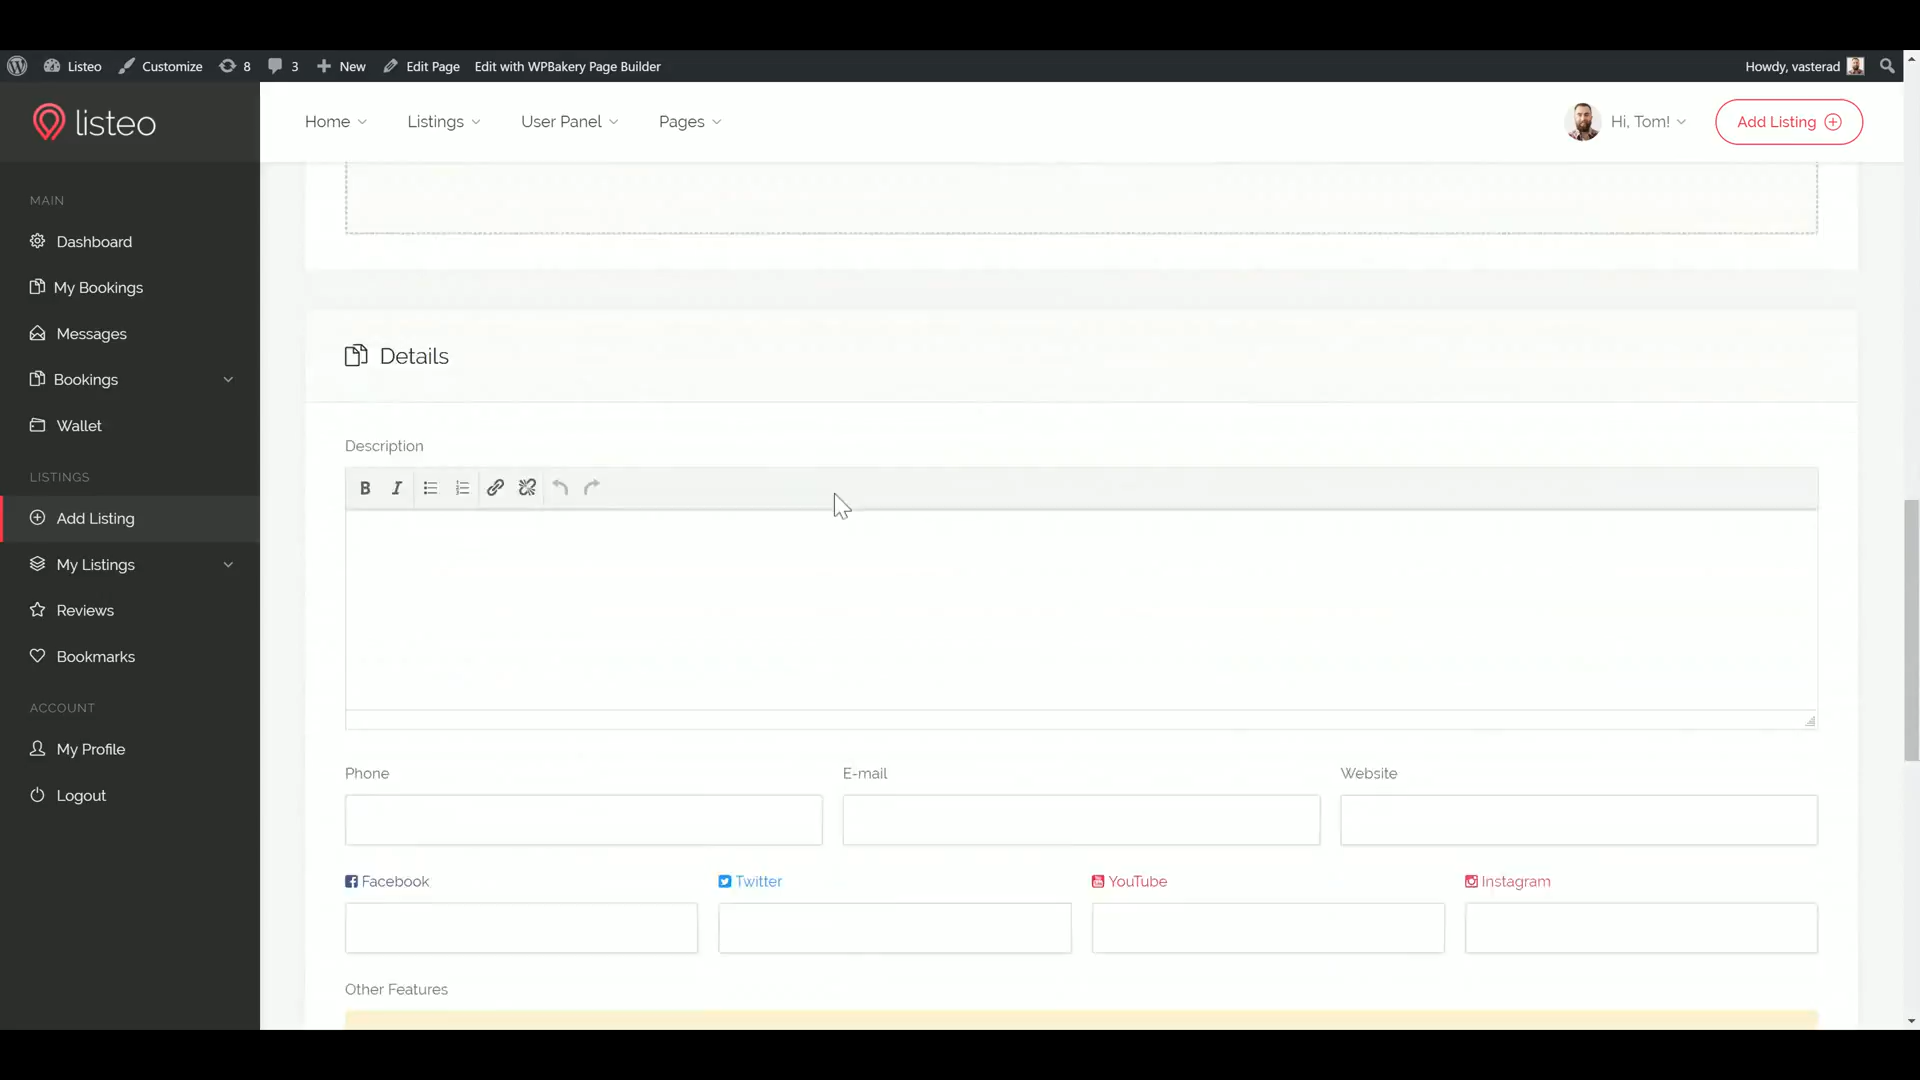 Listeo Customize 8 3 New Edit Page Edit with WPBakery Page Builder Howdy, vasterad
listeo
Home Listings User Panel Pages Hi, Tom! Add Listing
MAIN
Dashboard
My Bookings
Messages
Bookings
Wallet
LISTINGS
Add Listing
My Listings
Reviews
Bookmarks
ACCOUNT
My Profile
Logout
Details
Description
B I
Phone E-mail Website
Facebook Twitter YouTube Instagram
Other Features